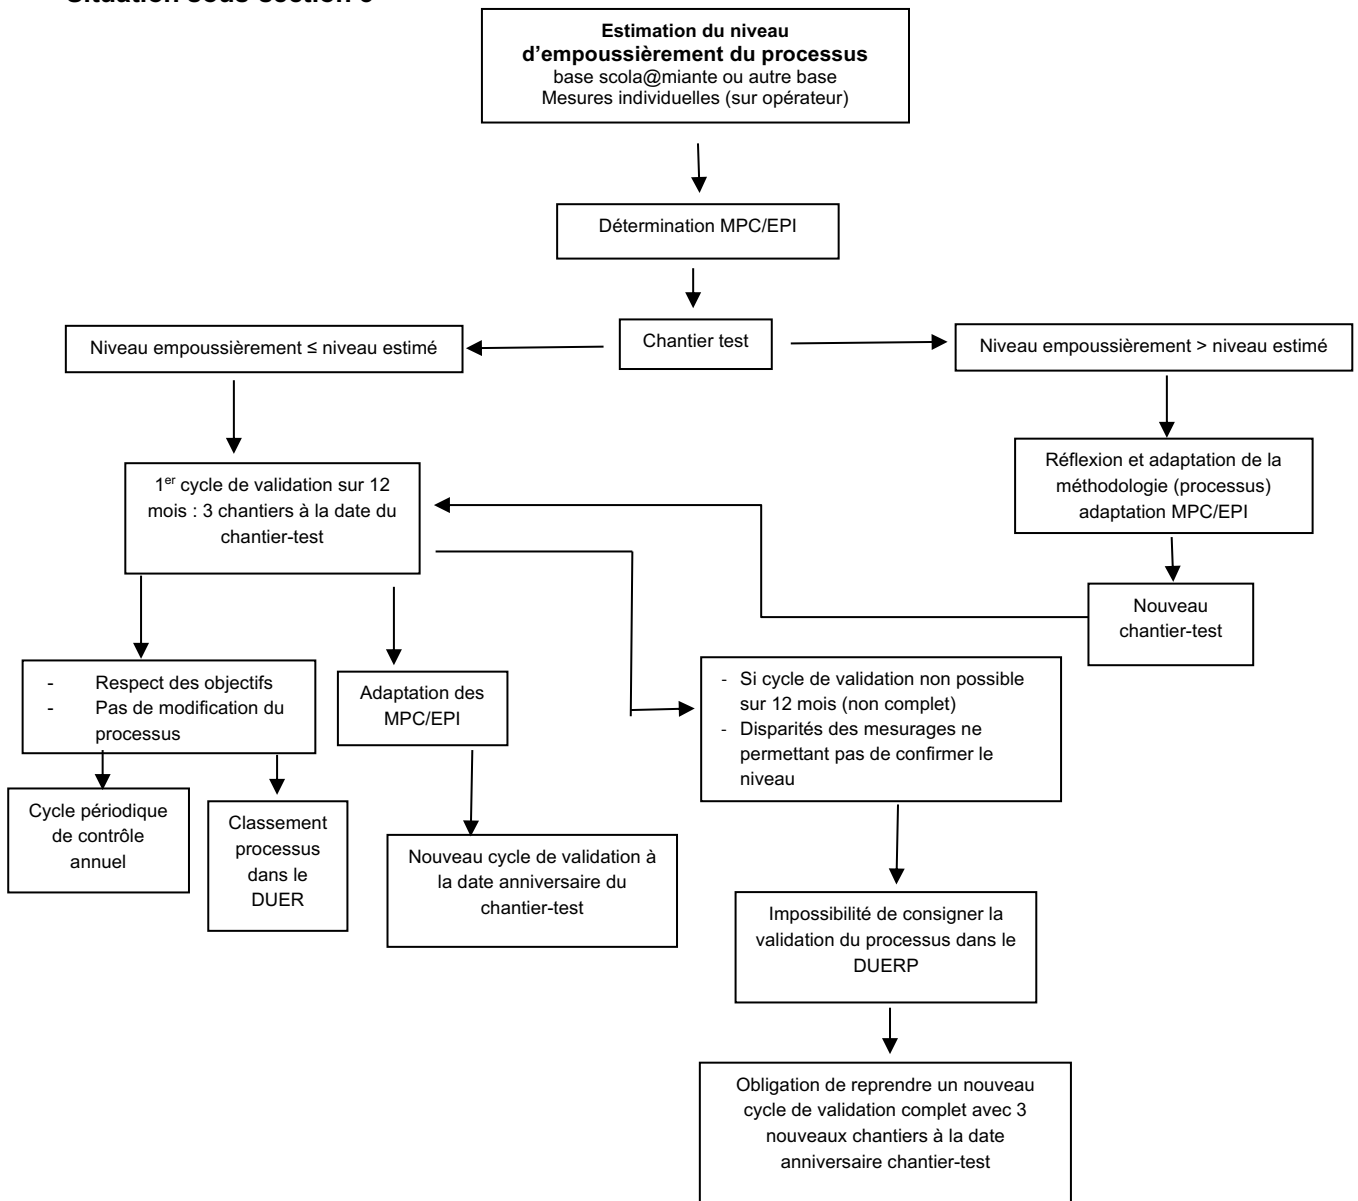 Estimation du niveau
d’empoussièrement du processus
base scola@miante ou autre base
Mesures individuelles (sur opérateur)
Détermination MPC/EPI
Chantier test
Niveau empoussièrement ≤ niveau estimé
Niveau empoussièrement > niveau estimé
Réflexion et adaptation de la
méthodologie (processus)
adaptation MPC/EPI
1er cycle de validation sur 12
mois : 3 chantiers à la date du
chantier-test
Nouveau
chantier-test
- Respect des objectifs
- Pas de modification du
processus
Adaptation des
MPC/EPI
- Si cycle de validation non possible
sur 12 mois (non complet)
- Disparités des mesurages ne
permettant pas de confirmer le
niveau
Cycle périodique
de contrôle
annuel
Classement
processus
dans le
DUER
Nouveau cycle de validation à
la date anniversaire du
chantier-test
Impossibilité de consigner la
validation du processus dans le
DUERP
Obligation de reprendre un nouveau
cycle de validation complet avec 3
nouveaux chantiers à la date
anniversaire chantier-test